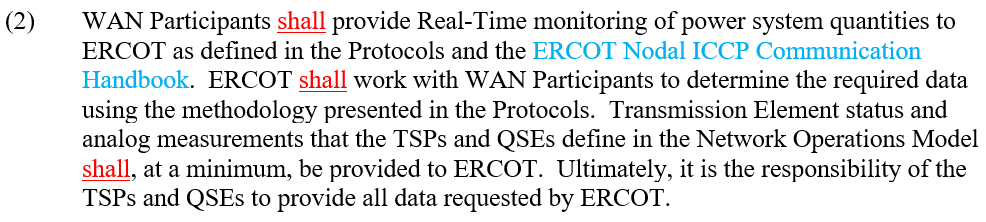 (2) WAN Participants shall provide Real-Time monitoring of power system quantities to
ERCOT as defined in the Protocols and the ERCOT Nodal ICCP Communication
Handbook. ERCOT shall work with WAN Participants to determine the required data
using the methodology presented in the Protocols. Transmission Element status and
analog measurements that the TSPs and QSEs define in the Network Operations Model
shall, at a minimum, be provided to ERCOT. Ultimately, it is the responsibility of the
TSPs and QSEs to provide all data requested by ERCOT.